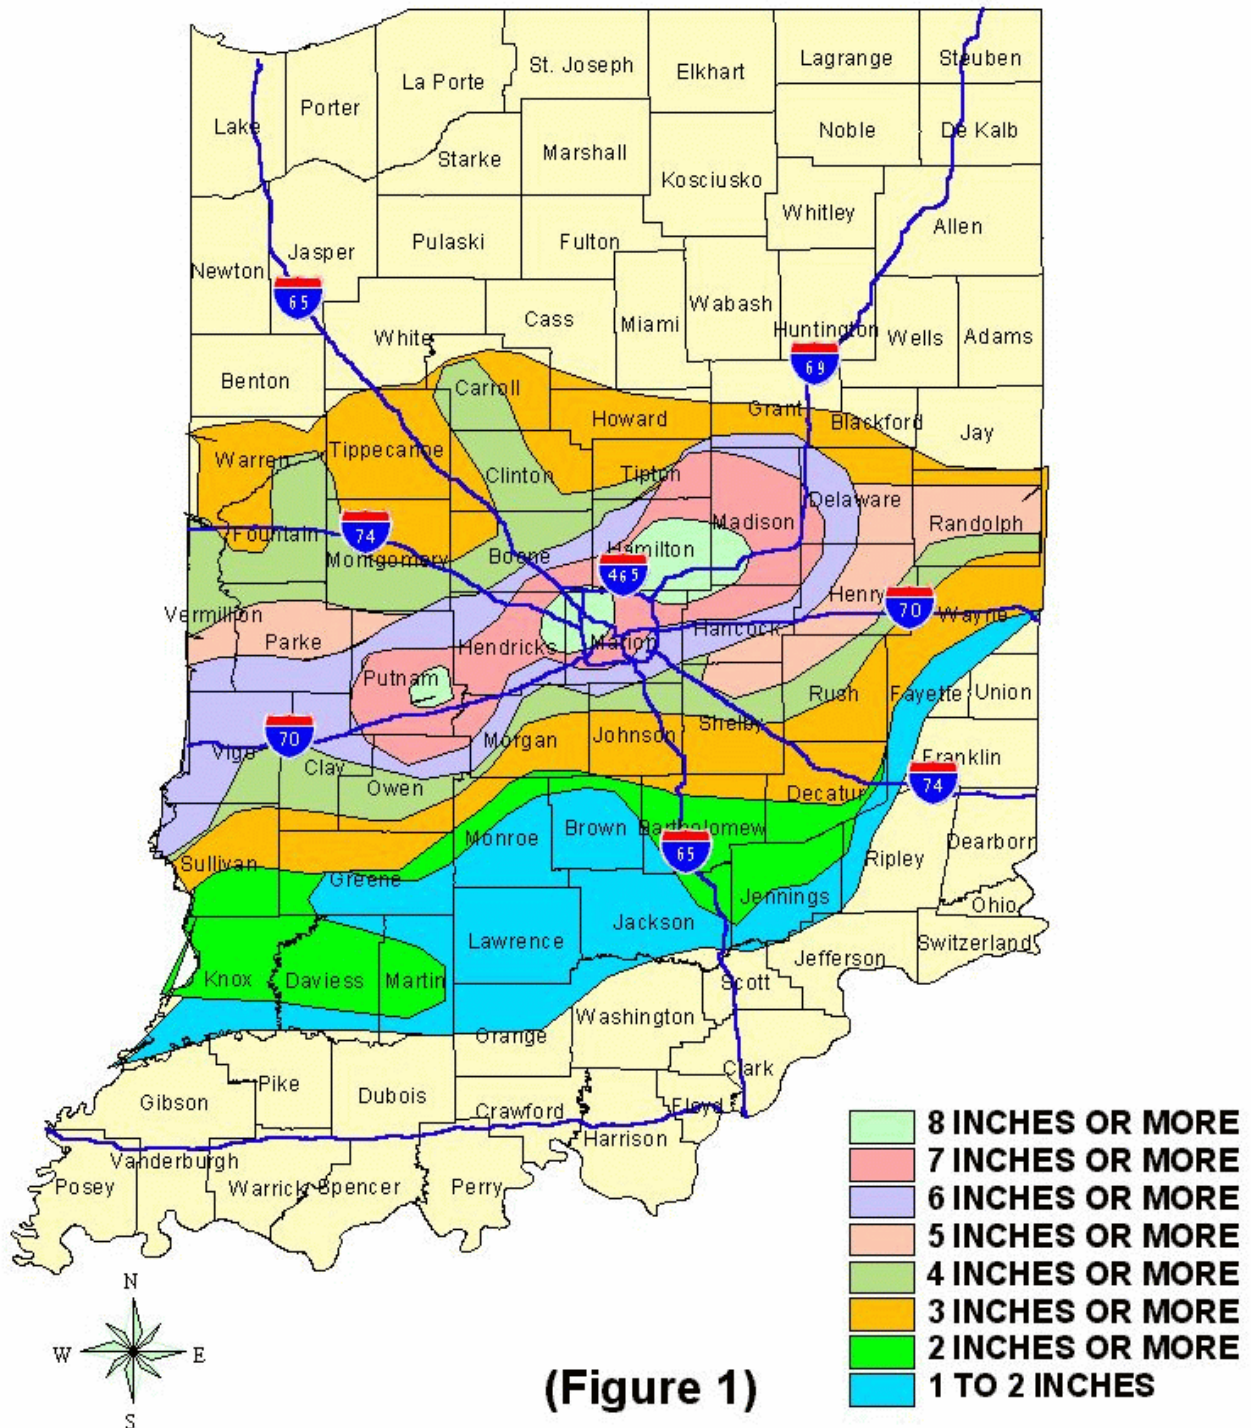 St. Joseph
Elkhart
Lagrange
Steuben
La Porte
Porter
Lake
Noble
De Kalb
Starke
Marshall
Kosciusko
Whitley
Allen
Jasper
Pulaski
Fulton
Newton
65
Wabash
Cass
Miami
Huntington
Wells
Adams
White
69
Benton
Carroll
Howard
Grant
Blackford
Jay
Warren
Tippecanoe
Clinton
Tipton
Delaware
Madison
Randolph
Fountain
74
Montgomery
Boone
Hamilton
465
Henry
70
Wayne
Vermillion
Parke
Hendricks
Marion
Hancock
Putnam
Rush
Fayette
Union
70
Vigo
Clay
Morgan
Johnson
Shelby
Franklin
74
Owen
Decatur
Monroe
Brown
Bartholomew
65
Ripley
Dearborn
Sullivan
Greene
Jennings
Ohio
Jackson
Lawrence
Switzerland
Knox
Daviess
Martin
Jefferson
Scott
Washington
Orange
Clark
Pike
Dubois
Gibson
Crawford
Floyd
Harrison
Vanderburgh
Posey
Warrick
Spencer
Perry
8 INCHES OR MORE
7 INCHES OR MORE
6 INCHES OR MORE
5 INCHES OR MORE
4 INCHES OR MORE
3 INCHES OR MORE
2 INCHES OR MORE
1 TO 2 INCHES
N
W
E
S
(Figure 1)